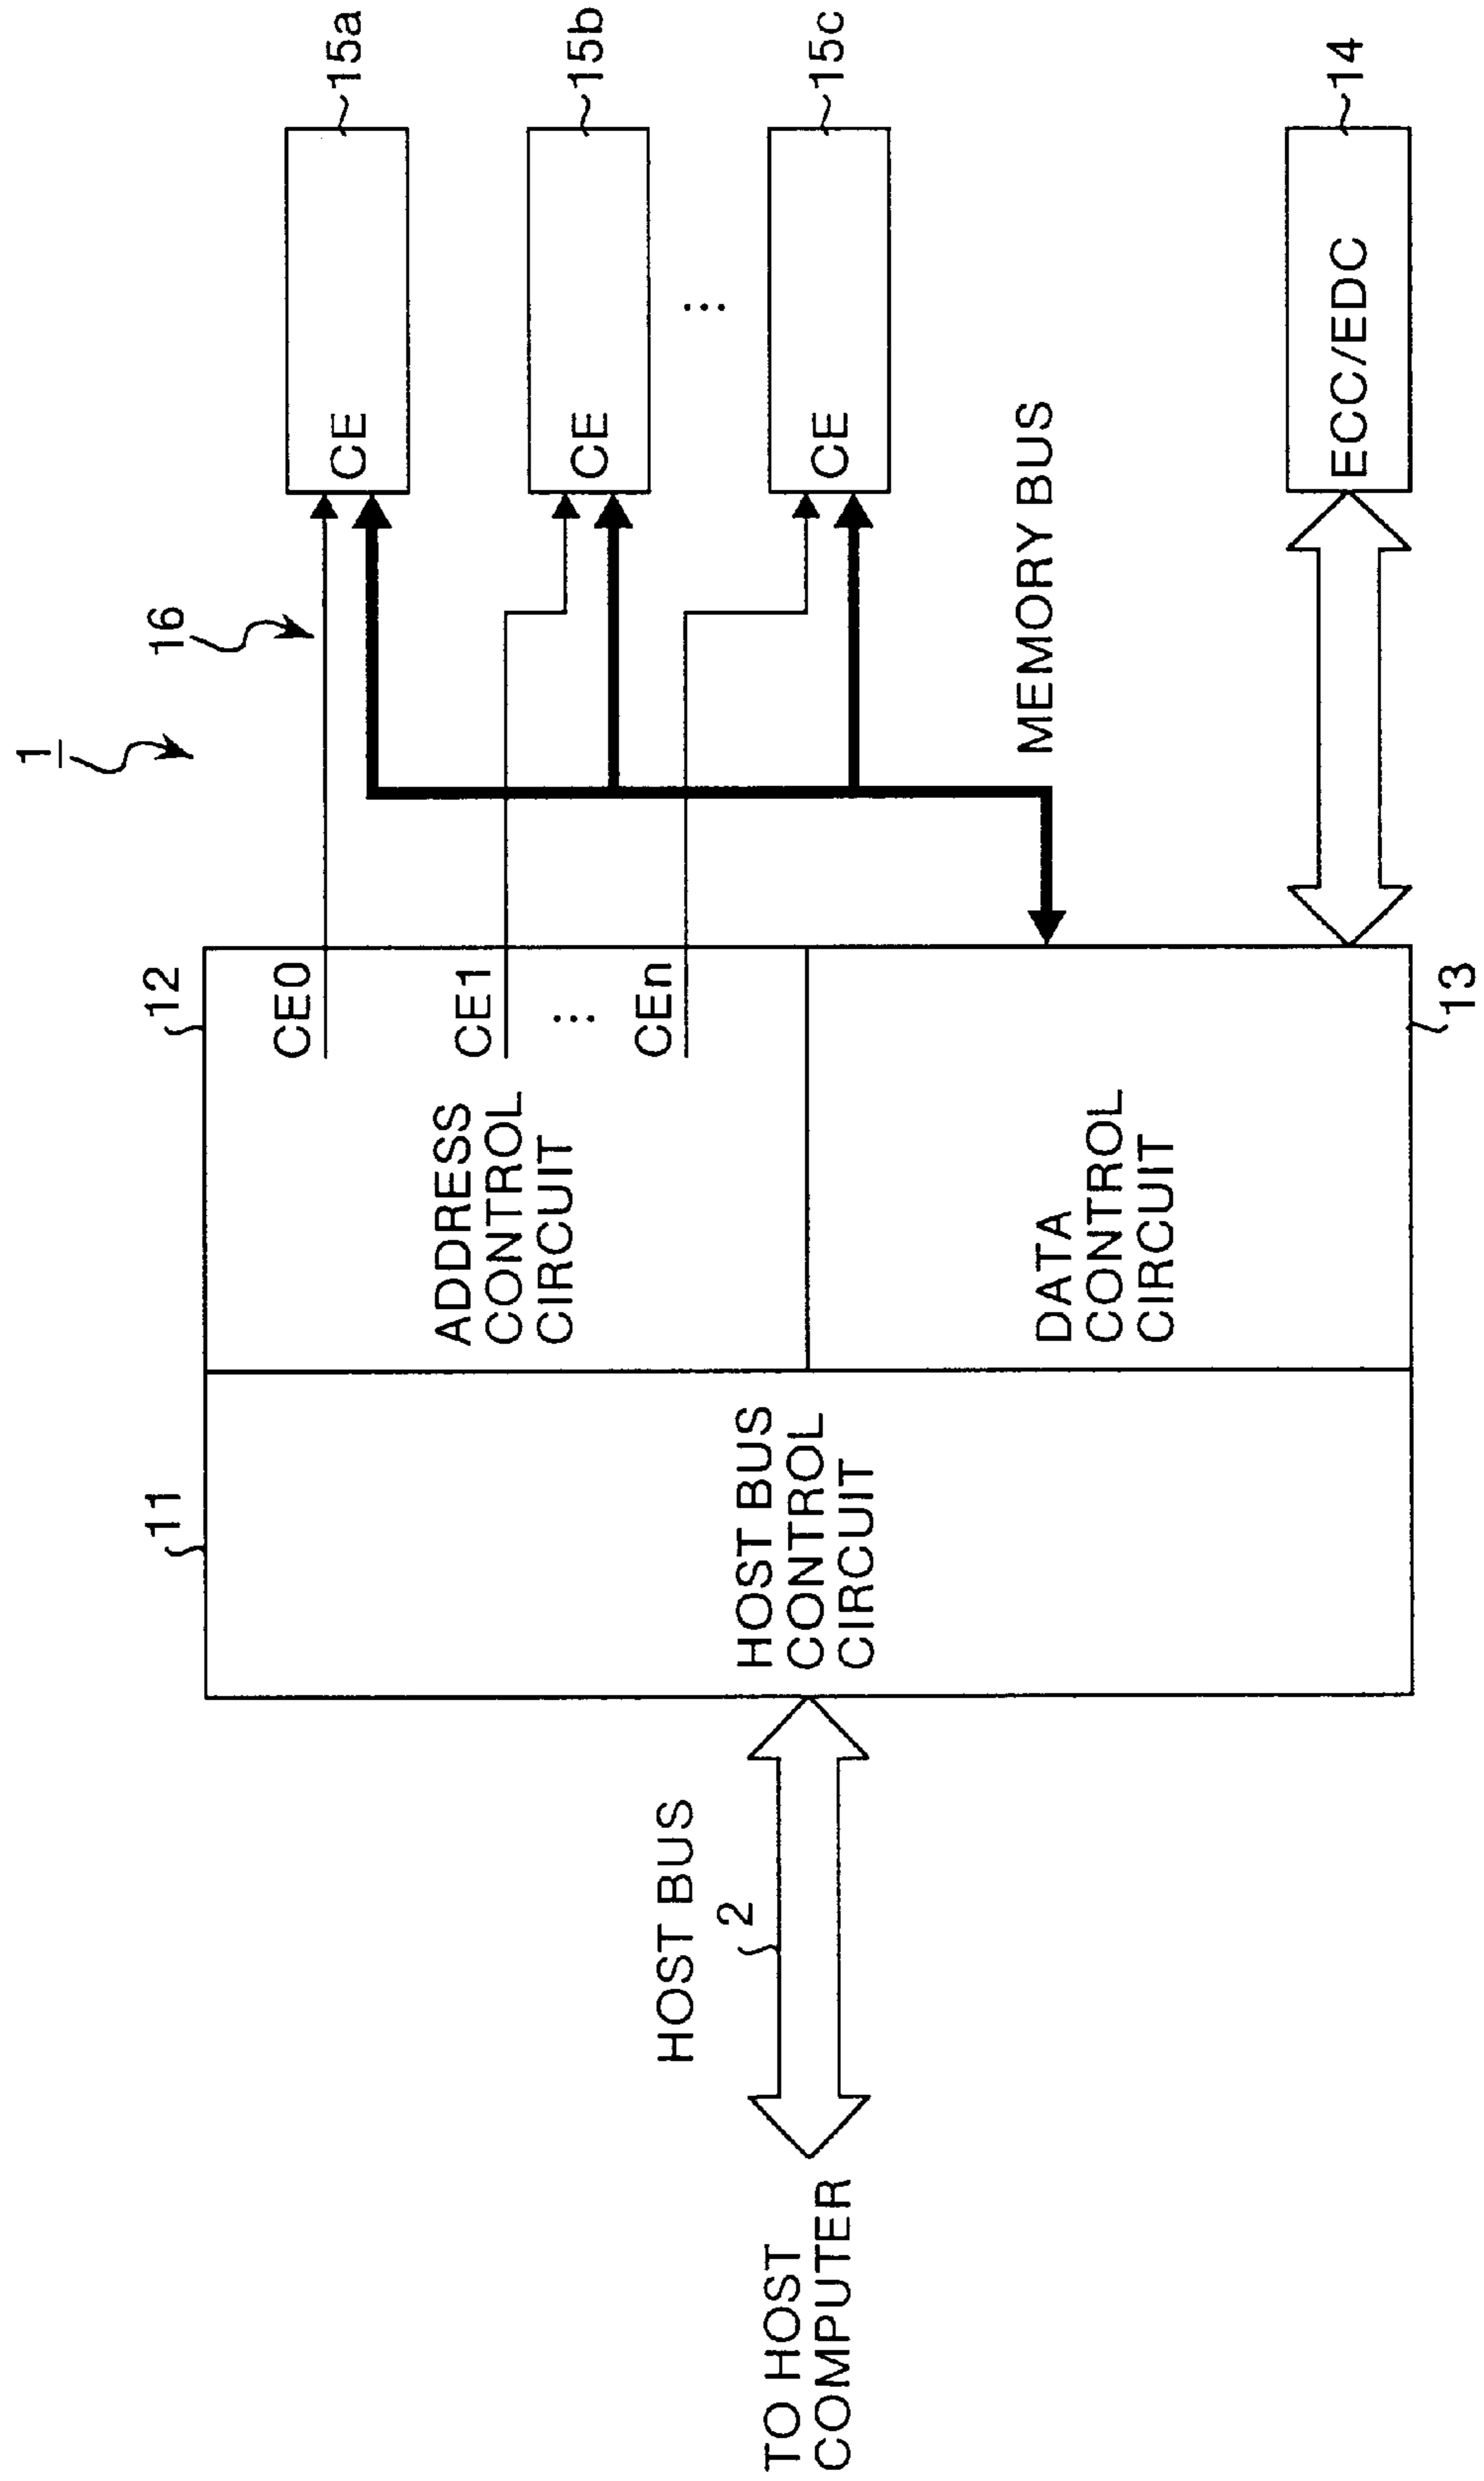 1
16
11
12
CE0
CE1
⋮
CEn
ADDRESS
CONTROL
CIRCUIT
DATA
CONTROL
CIRCUIT
13
HOST BUS
CONTROL
CIRCUIT
HOST BUS
2
TO HOST
COMPUTER
CE
15a
CE
15b
⋮
CE
15c
MEMORY BUS
ECC/EDC
14